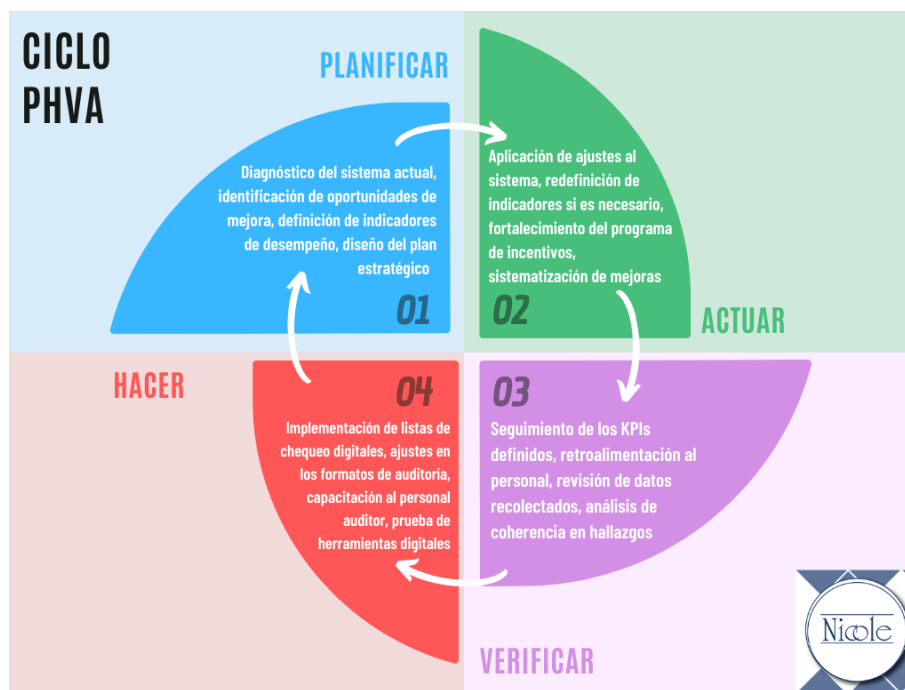 CICLO
PHVA
PLANIFICAR
Diagnóstico del sistema actual,
identificación de oportunidades de
mejora, definición de indicadores
de desempeño, diseño del plan
estratégico
01
Aplicación de ajustes al
sistema, redefinición de
indicadores si es necesario,
fortalecimiento del programa
de incentivos,
sistematización de mejoras
02
ACTUAR
HACER
04
Implementación de listas de
chequeo digitales, ajustes en
los formatos de auditoría,
capacitación al personal
auditor, prueba de
herramientas digitales
03
Seguimiento de los KPIs
definidos, retroalimentación al
personal, revisión de datos
recolectados, análisis de
coherencia en hallazgos
VERIFICAR
Nicole